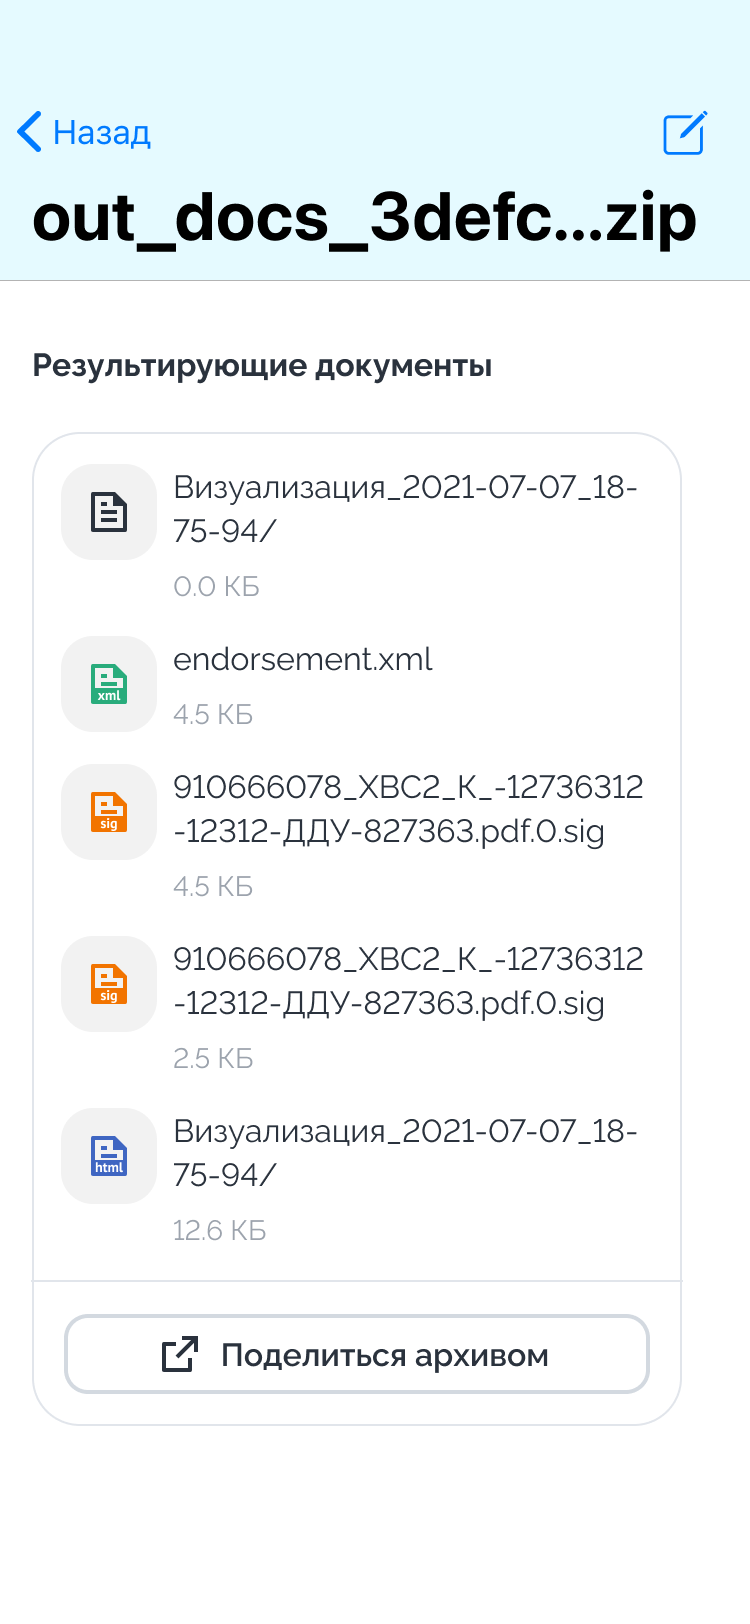 Назад
out_docs_3defc...zip
Результирующие документы
Визуализация_2021-07-07_18-
75-94/
0.0 КБ
xml
endorsement.xml
4.5 КБ
sig
910666078_ХВС2_К_-12736312
-12312-ДДУ-827363.pdf.0.sig
4.5 КБ
sig
910666078_ХВС2_К_-12736312
-12312-ДДУ-827363.pdf.0.sig
2.5 КБ
html
Визуализация_2021-07-07_18-
75-94/
12.6 КБ
Поделиться архивом